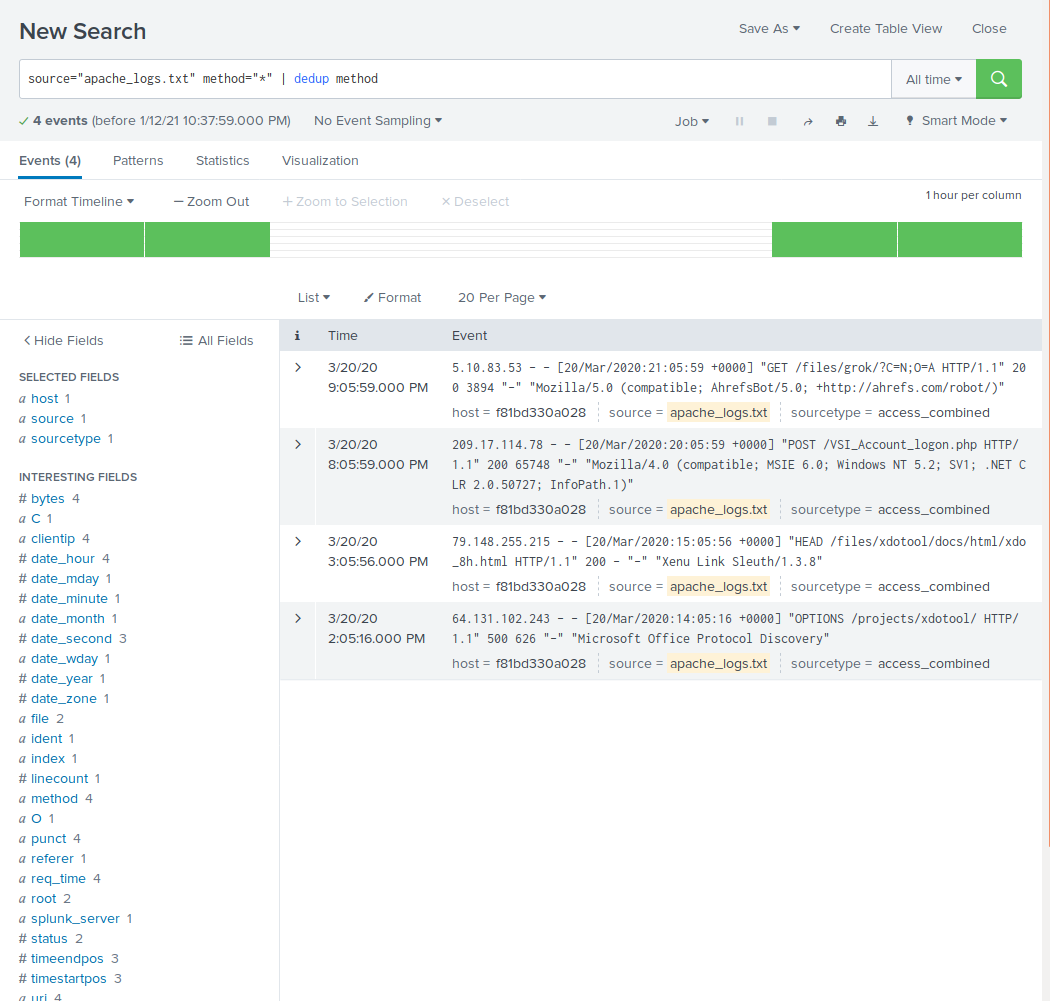 New Search
Save As
Create Table View
Close
source="apache_logs.txt" method="*" | dedup method
All time
4 events (before 1/12/21 10:37:59.000 PM)
No Event Sampling
Job
Smart Mode
Events (4)
Patterns
Statistics
Visualization
Format Timeline
Zoom Out
Zoom to Selection
Deselect
1 hour per column
List
Format
20 Per Page
Hide Fields
All Fields
SELECTED FIELDS
a host 1
a source 1
a sourcetype 1
INTERESTING FIELDS
# bytes 4
a C 1
a clientip 4
# date_hour 4
# date_mday 1
# date_minute 1
a date_month 1
# date_second 3
a date_wday 1
# date_year 1
# date_zone 1
a file 2
a ident 1
a index 1
# linecount 1
a method 4
a O 1
a punct 4
a referer 1
a req_time 4
a root 2
a splunk_server 1
# status 2
# timeendpos 3
# timestartpos 3
a uri 4
i
Time
Event
3/20/20
9:05:59.000 PM
5.10.83.53 - - [20/Mar/2020:21:05:59 +0000] "GET /files/grok/?C=N;O=A HTTP/1.1" 20
0 3894 "-" "Mozilla/5.0 (compatible; AhrefsBot/5.0; +http://ahrefs.com/robot/)"
host = f81bd330a028 source = apache_logs.txt sourcetype = access_combined
3/20/20
8:05:59.000 PM
209.17.114.78 - - [20/Mar/2020:20:05:59 +0000] "POST /VSI_Account_logon.php HTTP/
1.1" 200 65748 "-" "Mozilla/4.0 (compatible; MSIE 6.0; Windows NT 5.2; SV1; .NET C
LR 2.0.50727; InfoPath.1)"
host = f81bd330a028 source = apache_logs.txt sourcetype = access_combined
3/20/20
3:05:56.000 PM
79.148.255.215 - - [20/Mar/2020:15:05:56 +0000] "HEAD /files/xdotool/docs/html/xdo
_8h.html HTTP/1.1" 200 - "-" "Xenu Link Sleuth/1.3.8"
host = f81bd330a028 source = apache_logs.txt sourcetype = access_combined
3/20/20
2:05:16.000 PM
64.131.102.243 - - [20/Mar/2020:14:05:16 +0000] "OPTIONS /projects/xdotool/ HTTP/
1.1" 500 626 "-" "Microsoft Office Protocol Discovery"
host = f81bd330a028 source = apache_logs.txt sourcetype = access_combined